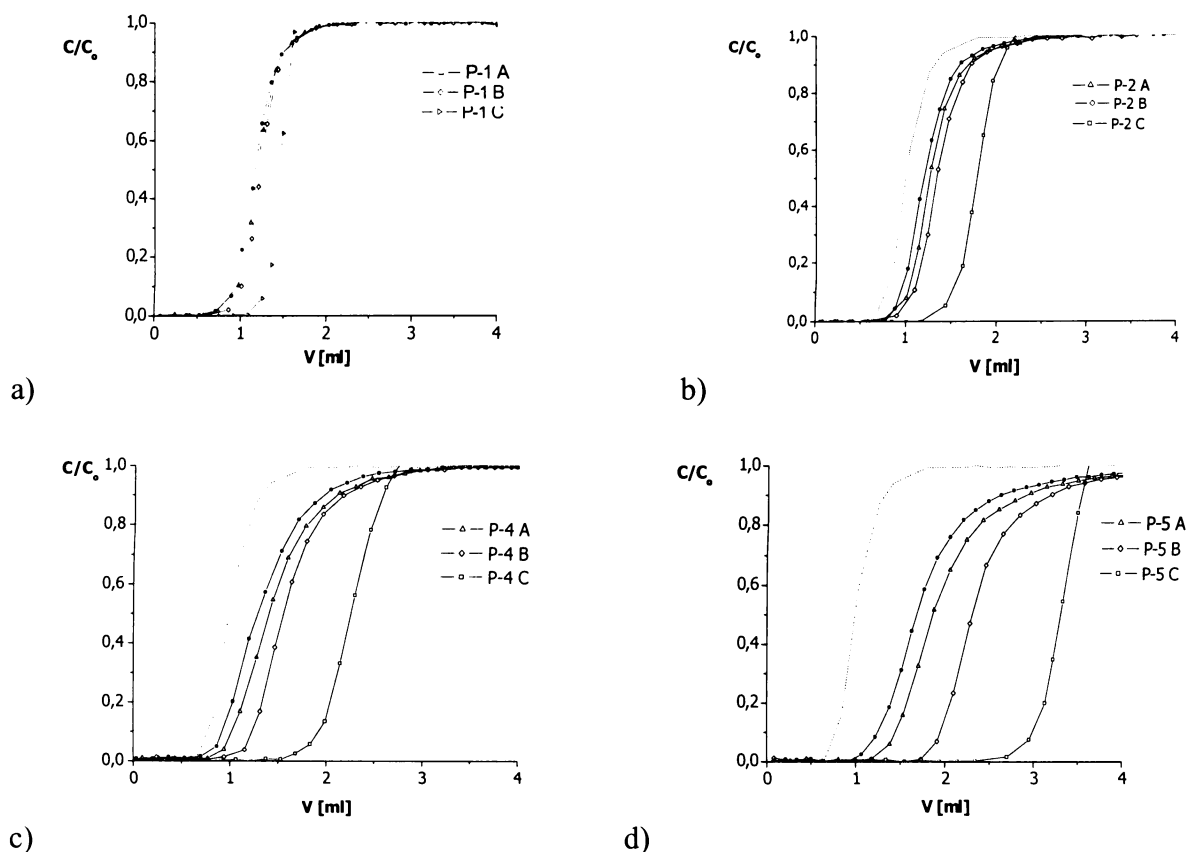 C/C₀
1,0
0,8
0,6
0,4
0,2
0,0
P-1 A
P-1 B
P-1 C
0 1 2 3 4
V [ml]
a)
C/C₀
1,0
0,8
0,6
0,4
0,2
0,0
P-2 A
P-2 B
P-2 C
0 1 2 3 4
V [ml]
b)
C/C₀
1,0
0,8
0,6
0,4
0,2
0,0
P-4 A
P-4 B
P-4 C
0 1 2 3 4
V [ml]
c)
C/C₀
1,0
0,8
0,6
0,4
0,2
0,0
P-5 A
P-5 B
P-5 C
0 1 2 3 4
V [ml]
d)